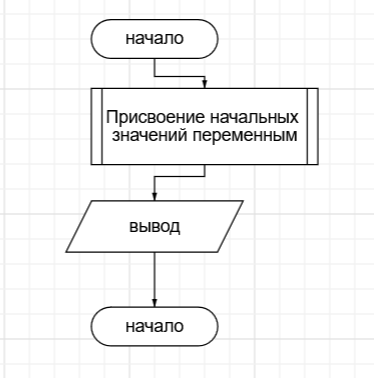 начало
Присвоение начальных
значений переменным
вывод
начало